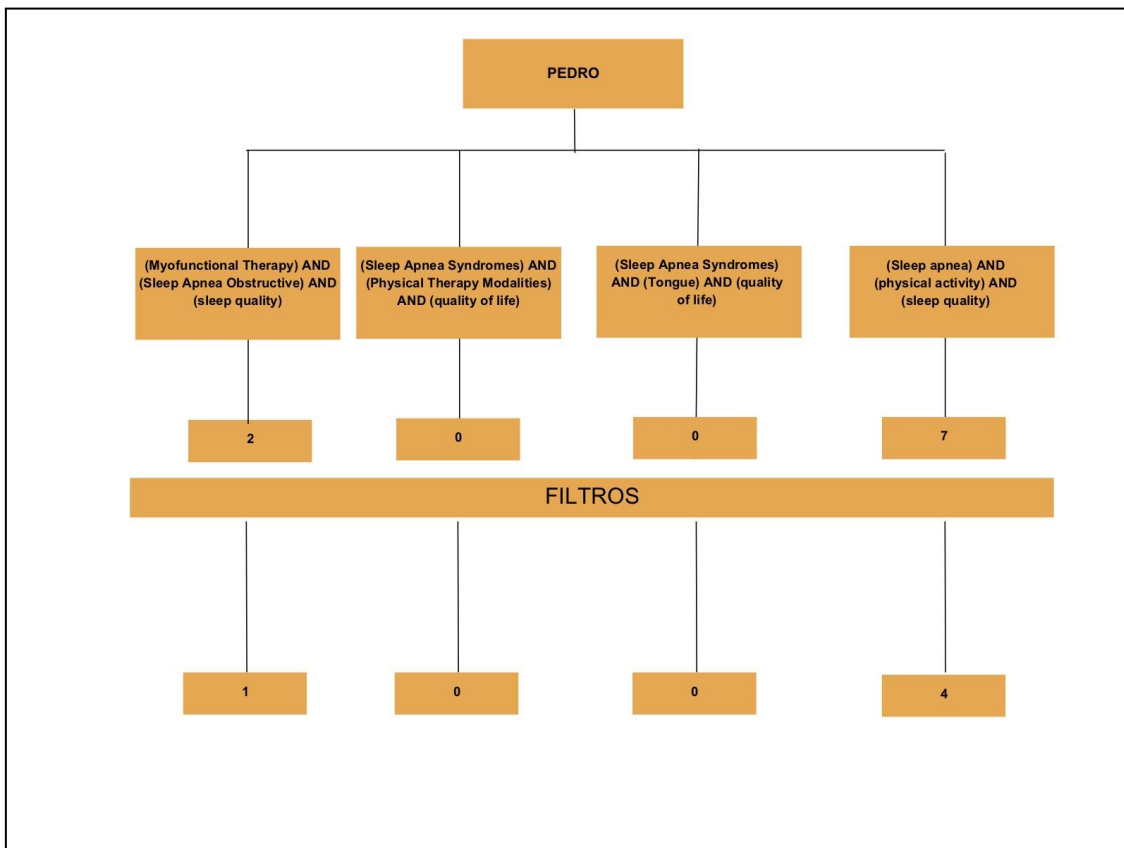 PEDRO
(Myofunctional Therapy) AND
(Sleep Apnea Obstructive) AND
(sleep quality)
(Sleep Apnea Syndromes) AND
(Physical Therapy Modalities)
AND (quality of life)
(Sleep Apnea Syndromes)
AND (Tongue) AND (quality
of life)
(Sleep apnea) AND
(physical activity) AND
(sleep quality)
2
0
0
7
FILTROS
1
0
0
4